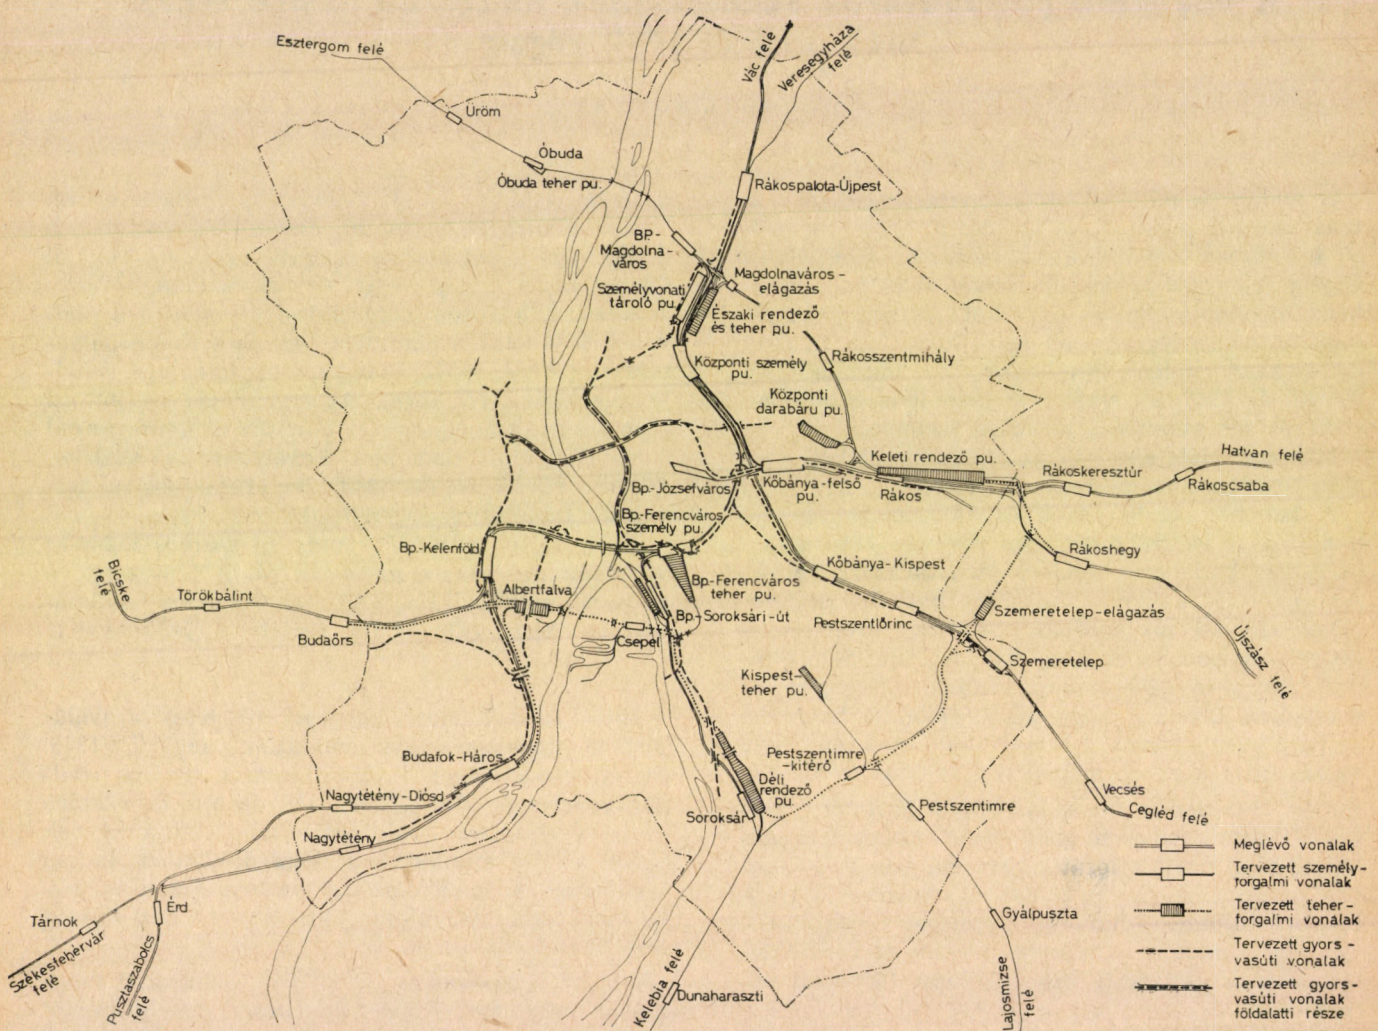 Esztergom felé
Üröm
Óbuda
Óbuda teher pu.
Vác felé
Veresegyháza
felé
Rákospalota-Újpest
BP.-
Magdolna-
város
Magdolnaváros-
elágazás
Személyvonati
tároló pu.
Északi rendező
és teher pu.
Központi személy
pu.
Rákosszentmihály
Központi
darabáru pu.
Keleti rendező pu.
Hatvan felé
Rákoskeresztúr
Rákoscsaba
Bp.-Józsefváros
Kőbánya-felső
pu.
Rákos
Bp.-Ferencváros
személy pu.
Bp.-Kelenföld
Rákoshegy
Kőbánya-Kispest
Bicske
felé
Törökbálint
Albertfalva
Bp.-Ferencváros
teher pu.
Budaörs
Csepel
Bp.-Soroksári-út
Pestszentlőrinc
Szemeretelep-elágazás
Szemeretelep
Újszász felé
Kispest-
teher pu.
Budafok-Háros
Pestszentimre
-kitérő
Nagytétény-Diósd
Déli
rendező
pu.
Vecsés
Cegléd felé
Soroksár
Pestszentimre
Nagytétény
Érd
Tárnok
Székesfehérvár
felé
Pusztaszabolcs
felé
Gyálpuszta
Kelebia felé
Dunaharaszti
Lajosmizse
felé
Meglévő vonalak
Tervezett személy-
forgalmi vonalak
Tervezett teher-
forgalmi vonalak
Tervezett gyors-
vasúti vonalak
Tervezett gyors-
vasúti vonalak
földalatti része